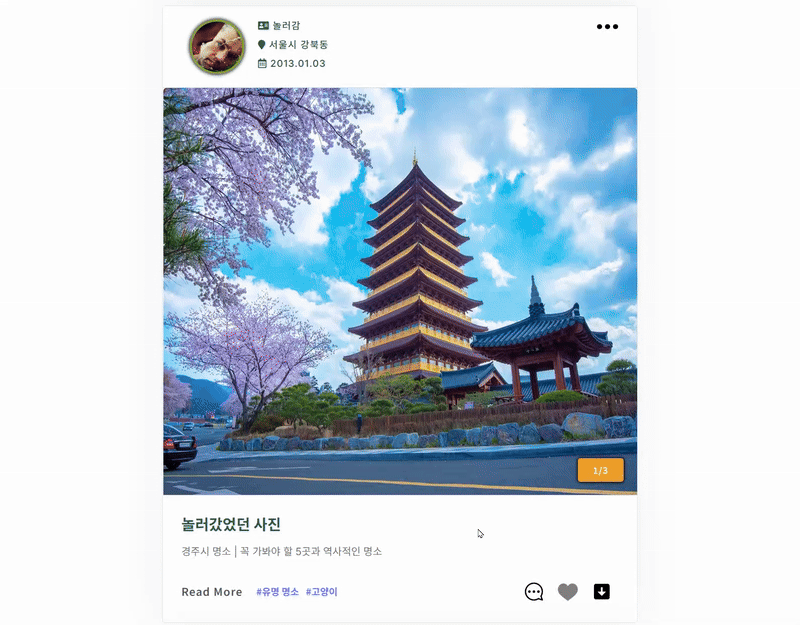 놀러감
서울시 강북동
2013.01.03
1/3
놀러갔었던 사진
경주시 명소 | 꼭 가봐야 할 5곳과 역사적인 명소
Read More #유명 명소 #고양이